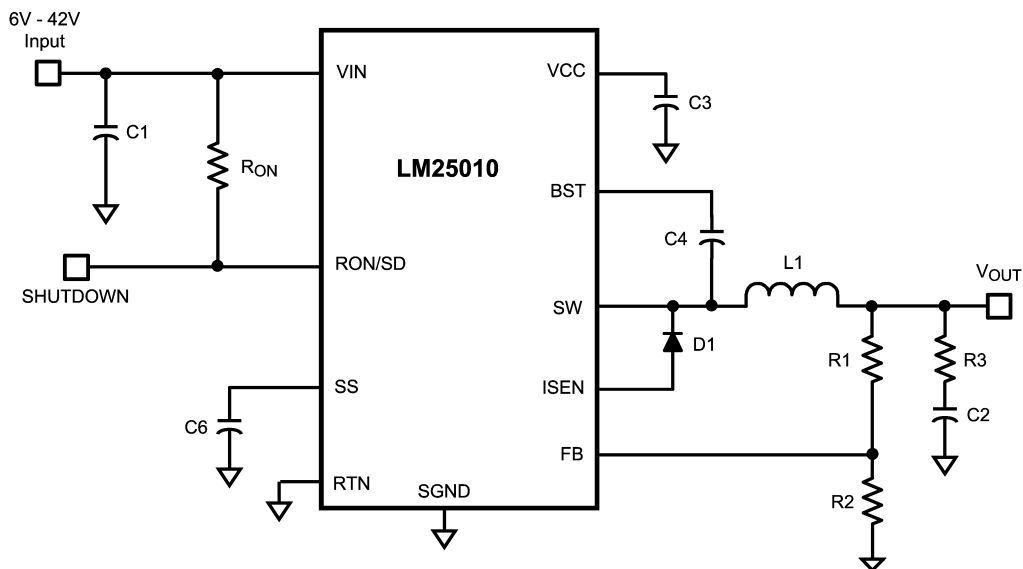 6V - 42V
Input
VIN
VCC
C3
C1
RON
LM25010
BST
C4
L1
VOUT
SHUTDOWN
RON/SD
SW
D1
R1
R3
SS
ISEN
C2
C6
FB
RTN
SGND
R2